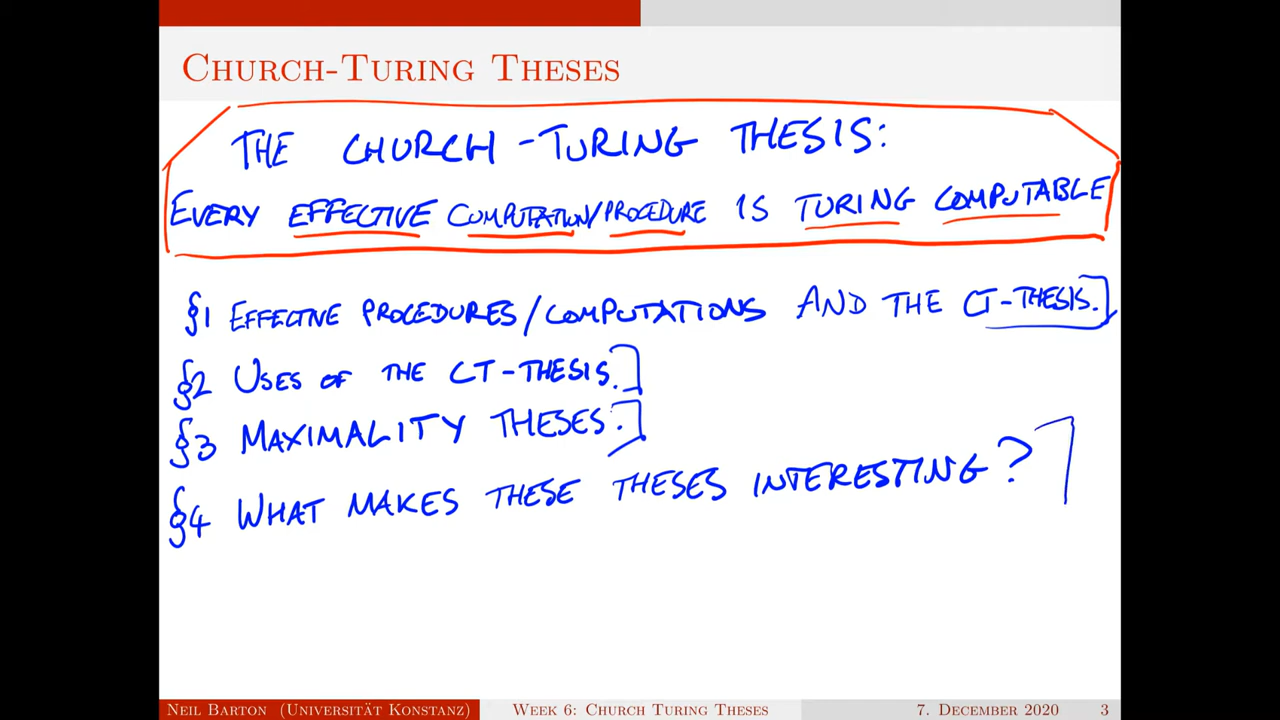 CHURCH-TURING THESES
THE CHURCH-TURING THESIS:
EVERY EFFECTIVE COMPUTATION/PROCEDURE IS TURING COMPUTABLE
§1 EFFECTIVE PROCEDURES/COMPUTATIONS AND THE CT-THESIS.
§2 USES OF THE CT-THESIS.
§3 MAXIMALITY THESES.
§4 WHAT MAKES THESE THESES INTERESTING?
NEIL BARTON (UNIVERSITÄT KONSTANZ) WEEK 6: CHURCH TURING THESES 7. DECEMBER 2020 3